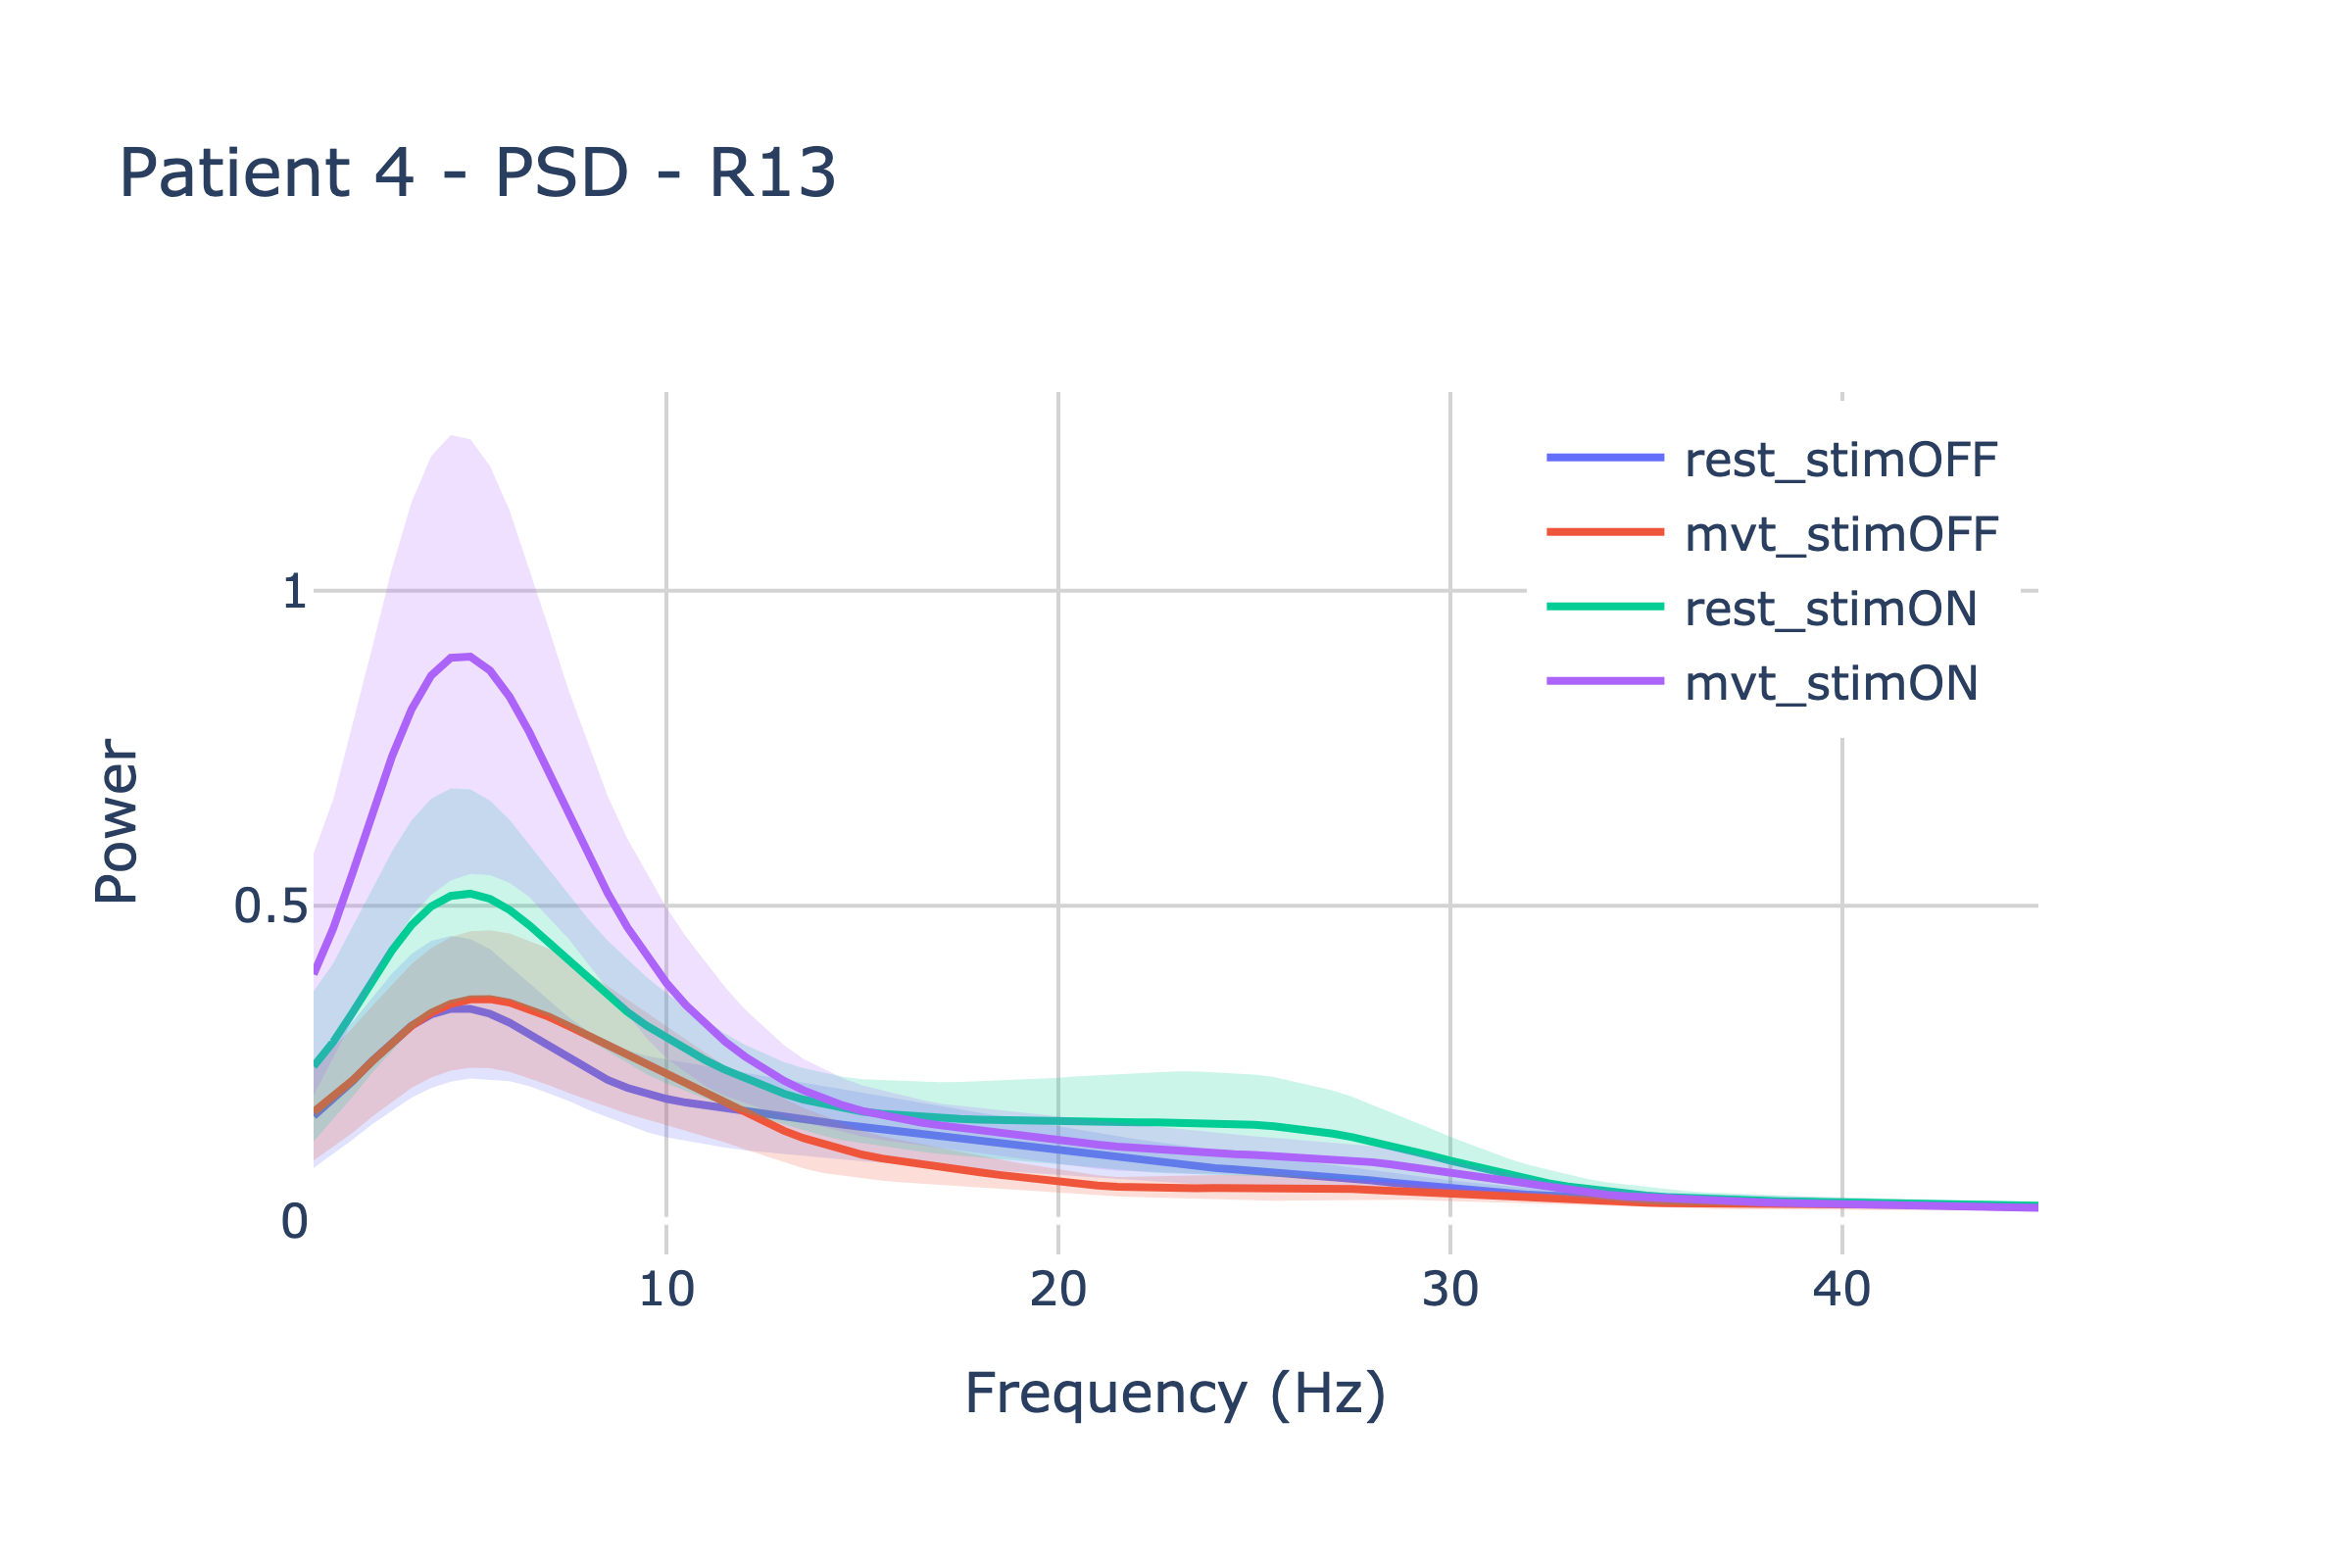 Patient 4 - PSD - R13
rest_stimOFF
mvt_stimOFF
rest_stimON
mvt_stimON
1
0.5
0
Power
10 20 30 40
Frequency (Hz)